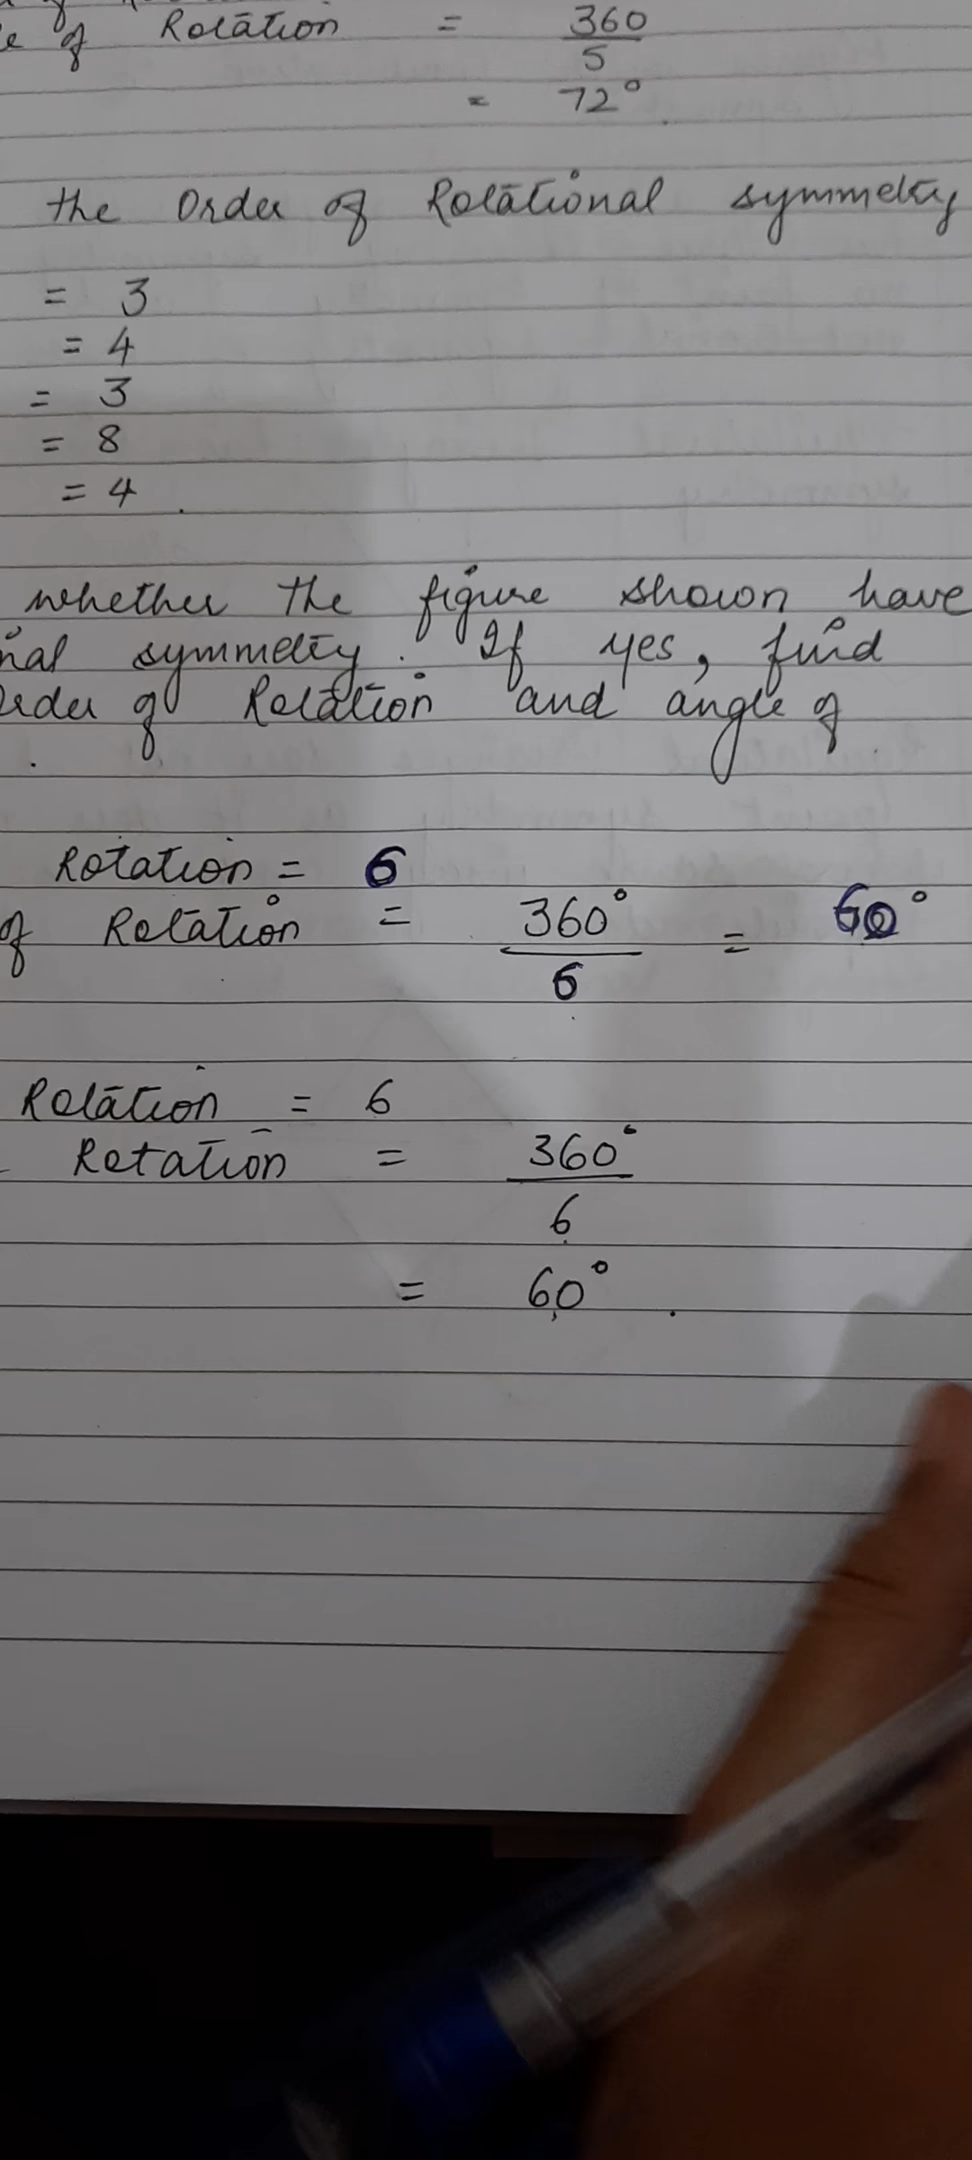 of Rotation = 360
5
= 72°
the Order of Rotational symmetry
= 3
= 4
= 3
= 8
= 4
whether the figure shown have
nal symmetry. If yes, find
rder of Rotation and angle of
Rotation = 6
of Rotation = 360° = 60°
6
Rotation = 6
Rotation = 360°
6
= 60°